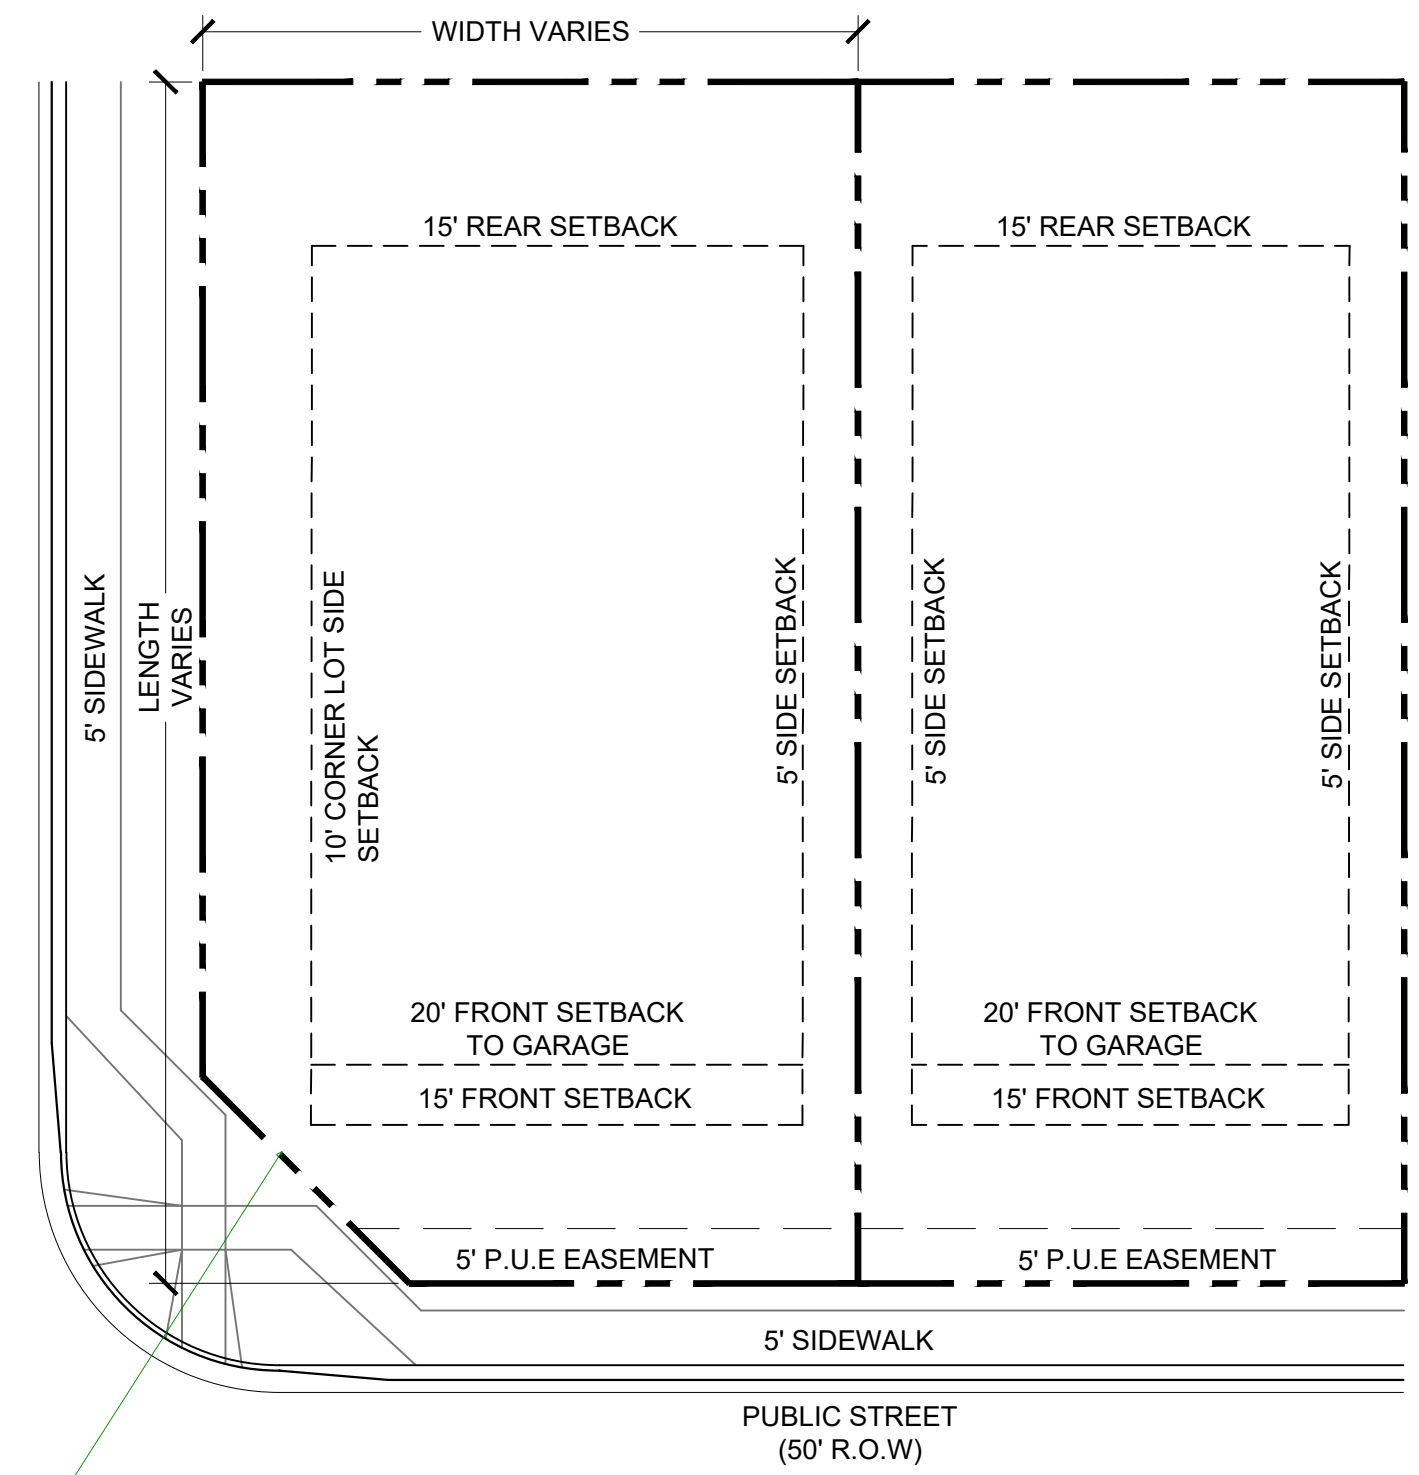 WIDTH VARIES
15' REAR SETBACK
15' REAR SETBACK
5' SIDEWALK
LENGTH
VARIES
10' CORNER LOT SIDE
SETBACK
5' SIDE SETBACK
5' SIDE SETBACK
5' SIDE SETBACK
20' FRONT SETBACK
TO GARAGE
20' FRONT SETBACK
TO GARAGE
15' FRONT SETBACK
15' FRONT SETBACK
5' P.U.E EASEMENT
5' P.U.E EASEMENT
5' SIDEWALK
PUBLIC STREET
(50' R.O.W)